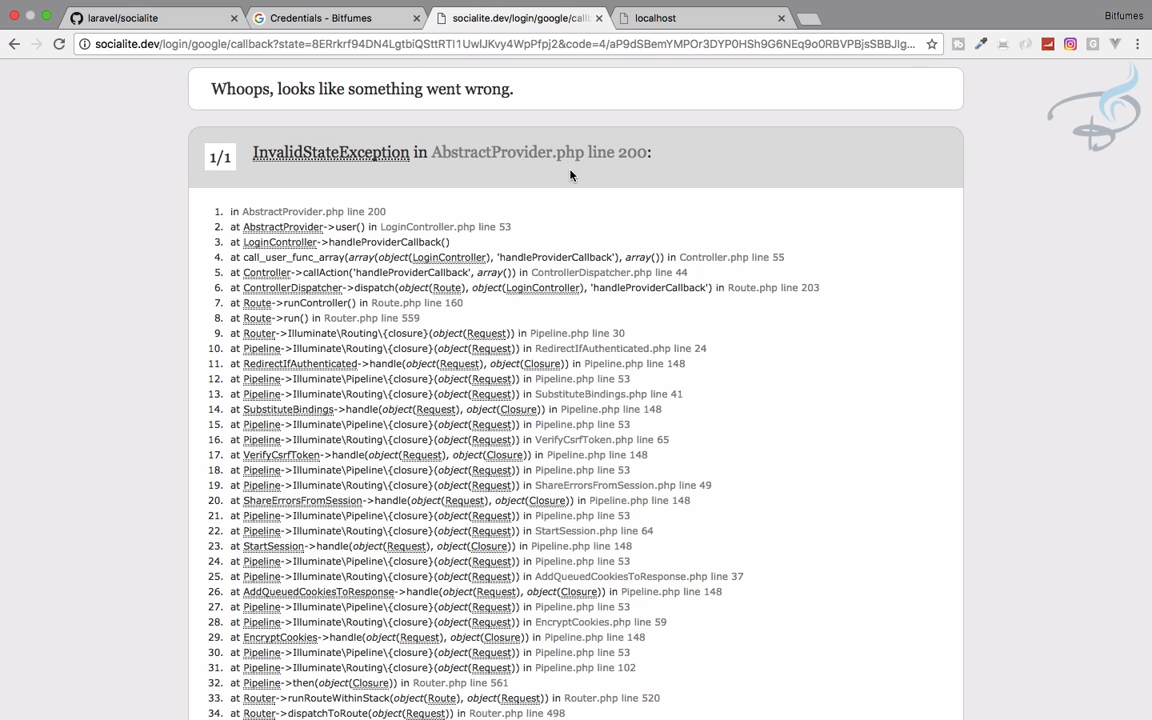 laravel/socialite
Credentials - Bitfumes
socialite.dev/login/google/call
localhost
Bitfumes
socialite.dev/login/google/callback?state=8ERrkrf94DN4LgtbiQSttRTI1UwlJKvy4WpPfpj2&code=4/aP9dSBemYMPOr3DYP0HSh9G6NEq9o0RBVPBjsSBBJlg...
Whoops, looks like something went wrong.
1/1
InvalidStateException in AbstractProvider.php line 200:
1. in AbstractProvider.php line 200
2. at AbstractProvider->user() in LoginController.php line 53
3. at LoginController->handleProviderCallback()
4. at call_user_func_array(array(object(LoginController), 'handleProviderCallback'), array()) in Controller.php line 55
5. at Controller->callAction('handleProviderCallback', array()) in ControllerDispatcher.php line 44
6. at ControllerDispatcher->dispatch(object(Route), object(LoginController), 'handleProviderCallback') in Route.php line 203
7. at Route->runController() in Route.php line 160
8. at Route->run() in Router.php line 559
9. at Router->Illuminate\Routing\{closure}(object(Request)) in Pipeline.php line 30
10. at Pipeline->Illuminate\Routing\{closure}(object(Request)) in RedirectIfAuthenticated.php line 24
11. at RedirectIfAuthenticated->handle(object(Request), object(Closure)) in Pipeline.php line 148
12. at Pipeline->Illuminate\Pipeline\{closure}(object(Request)) in Pipeline.php line 53
13. at Pipeline->Illuminate\Routing\{closure}(object(Request)) in SubstituteBindings.php line 41
14. at SubstituteBindings->handle(object(Request), object(Closure)) in Pipeline.php line 148
15. at Pipeline->Illuminate\Pipeline\{closure}(object(Request)) in Pipeline.php line 53
16. at Pipeline->Illuminate\Routing\{closure}(object(Request)) in VerifyCsrfToken.php line 65
17. at VerifyCsrfToken->handle(object(Request), object(Closure)) in Pipeline.php line 148
18. at Pipeline->Illuminate\Pipeline\{closure}(object(Request)) in Pipeline.php line 53
19. at Pipeline->Illuminate\Routing\{closure}(object(Request)) in ShareErrorsFromSession.php line 49
20. at ShareErrorsFromSession->handle(object(Request), object(Closure)) in Pipeline.php line 148
21. at Pipeline->Illuminate\Pipeline\{closure}(object(Request)) in Pipeline.php line 53
22. at Pipeline->Illuminate\Routing\{closure}(object(Request)) in StartSession.php line 64
23. at StartSession->handle(object(Request), object(Closure)) in Pipeline.php line 148
24. at Pipeline->Illuminate\Pipeline\{closure}(object(Request)) in Pipeline.php line 53
25. at Pipeline->Illuminate\Routing\{closure}(object(Request)) in AddQueuedCookiesToResponse.php line 37
26. at AddQueuedCookiesToResponse->handle(object(Request), object(Closure)) in Pipeline.php line 148
27. at Pipeline->Illuminate\Pipeline\{closure}(object(Request)) in Pipeline.php line 53
28. at Pipeline->Illuminate\Routing\{closure}(object(Request)) in EncryptCookies.php line 59
29. at EncryptCookies->handle(object(Request), object(Closure)) in Pipeline.php line 148
30. at Pipeline->Illuminate\Pipeline\{closure}(object(Request)) in Pipeline.php line 53
31. at Pipeline->Illuminate\Routing\{closure}(object(Request)) in Pipeline.php line 102
32. at Pipeline->then(object(Closure)) in Router.php line 561
33. at Router->runRouteWithinStack(object(Route), object(Request)) in Router.php line 520
34. at Router->dispatchToRoute(object(Request)) in Router.php line 498